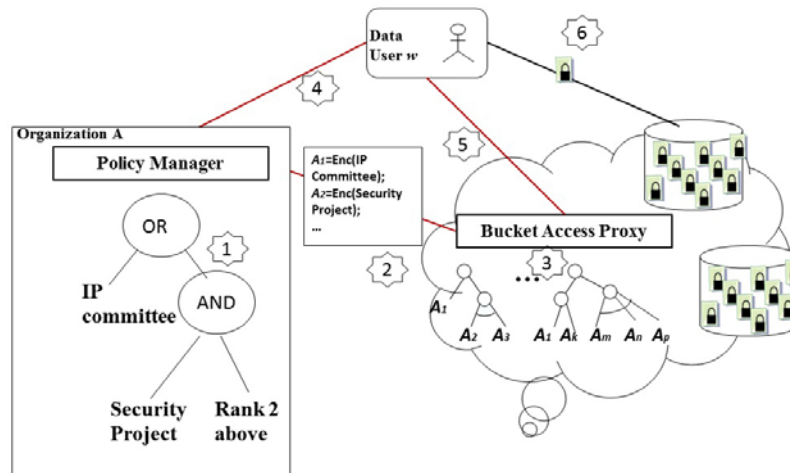 Data
User w
6
4
Organization A
Policy Manager
A1=Enc(IP
Committee);
A2=Enc(Security
Project);
...
5
OR
1
Bucket Access Proxy
2
3
...
IP
committee
AND
A1
A2 A3 A1 Ak Am An Ap
Security
Project
Rank 2
above